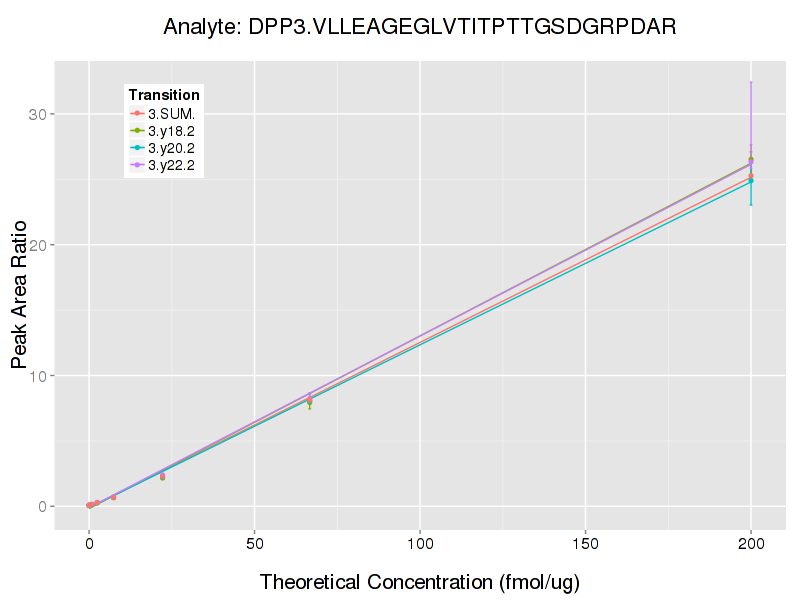 Analyte: DPP3.VLLEAGEGLVTITPTTGSDGRPDAR
Transition
3.SUM.
3.y18.2
3.y20.2
3.y22.2
Peak Area Ratio
30
20
10
0
0 50 100 150 200
Theoretical Concentration (fmol/ug)